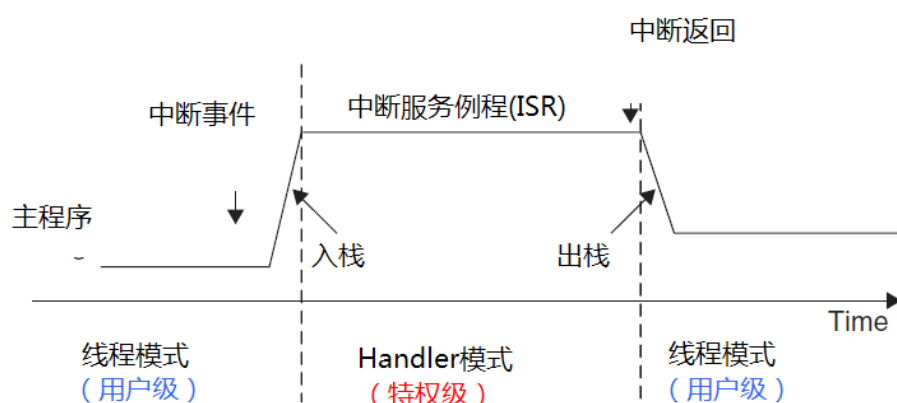 中断返回
中断事件
中断服务例程(ISR)
主程序
入栈
出栈
Time
线程模式
（用户级）
Handler模式
（特权级）
线程模式
（用户级）